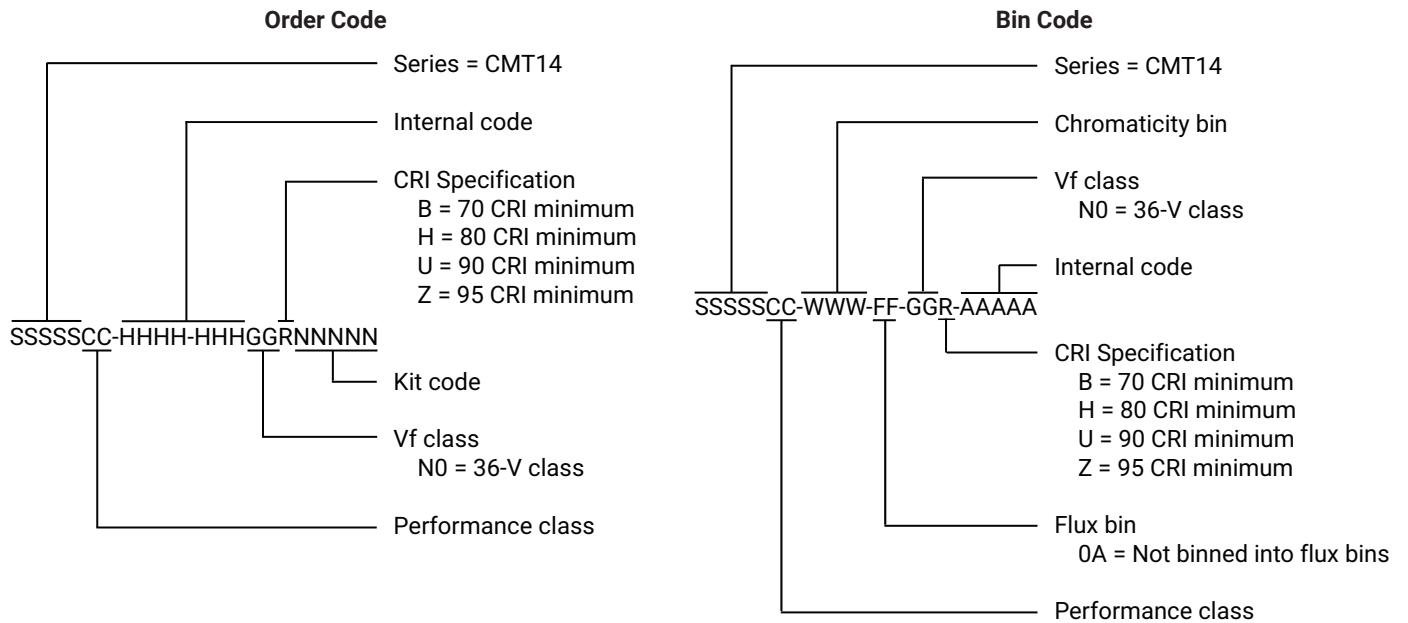 Order Code
Series = CMT14
Internal code
CRI Specification
B = 70 CRI minimum
H = 80 CRI minimum
U = 90 CRI minimum
Z = 95 CRI minimum
SSSSSCC-HHHH-HHHGGRNNNNN
Kit code
Vf class
N0 = 36-V class
Performance class
Bin Code
Series = CMT14
Chromaticity bin
Vf class
N0 = 36-V class
Internal code
SSSSSCC-WWW-FF-GGR-AAAAA
CRI Specification
B = 70 CRI minimum
H = 80 CRI minimum
U = 90 CRI minimum
Z = 95 CRI minimum
Flux bin
0A = Not binned into flux bins
Performance class